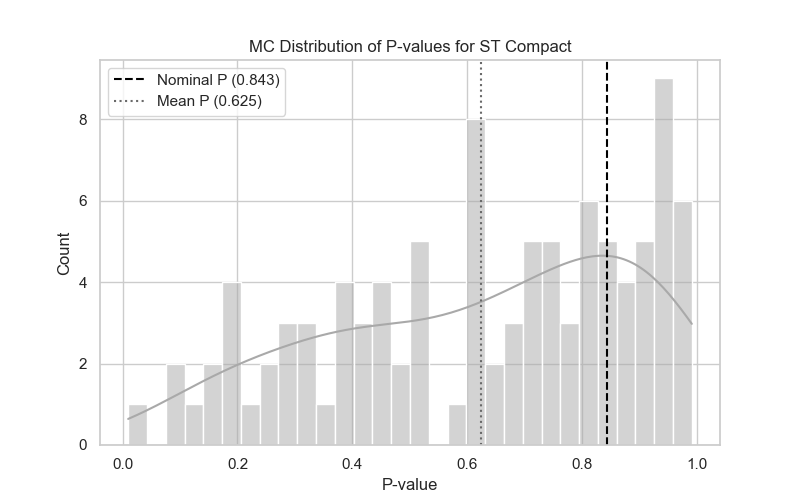 MC Distribution of P-values for ST Compact
Nominal P (0.843)
Mean P (0.625)
8
6
4
2
0
Count
0.0 0.2 0.4 0.6 0.8 1.0
P-value